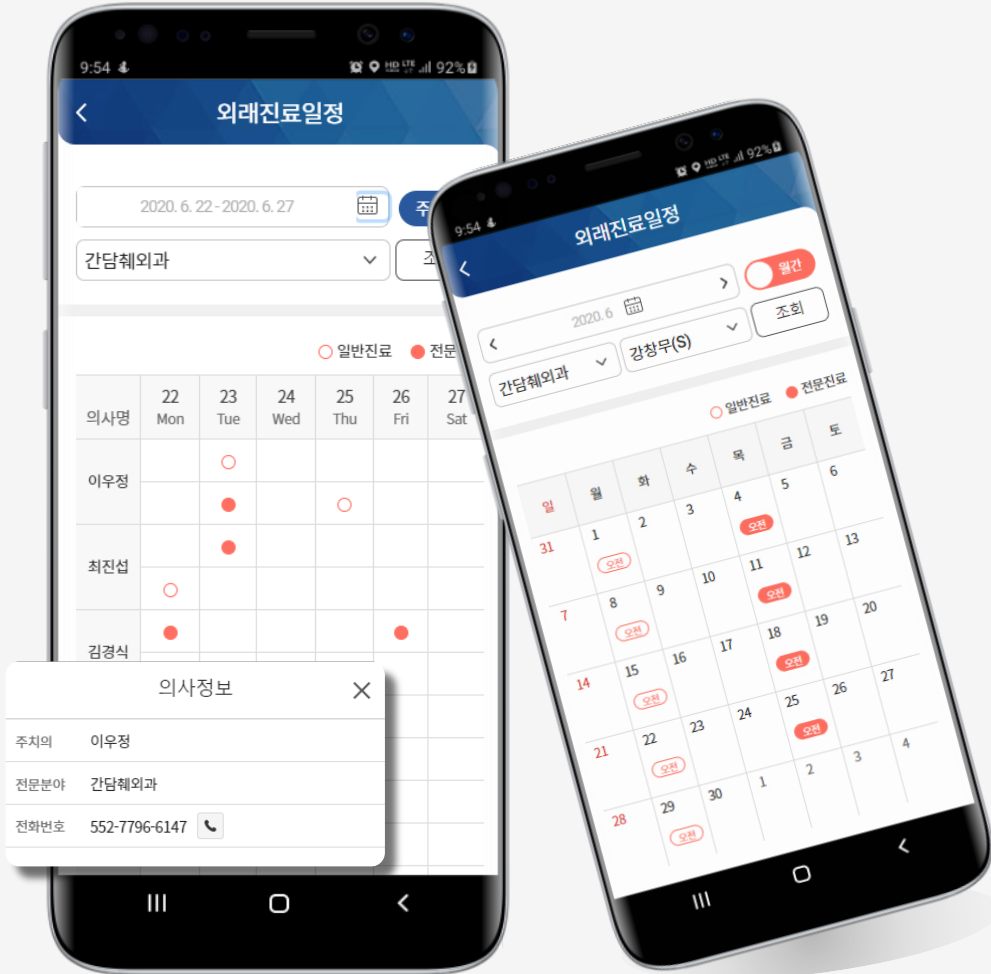 9:54
HD LTE 92%
외래진료일정
2020. 6. 22 - 2020. 6. 27
주
간담췌외과
일반진료 전문
의사명 22 Mon 23 Tue 24 Wed 25 Thu 26 Fri 27 Sat
이우정
최진섭
김경식
의사정보
주치의 이우정
전문분야 간담췌외과
전화번호 552-7796-6147
9:54
HD LTE 92%
외래진료일정
2020. 6 월간
간담췌외과 강창무(S) 조회
일반진료 전문진료
일 월 화 수 목 금 토
31 1 2 3 4 5 6
오전 오전
7 8 9 10 11 12 13
오전 오전
14 15 16 17 18 19 20
오전 오전
21 22 23 24 25 26 27
오전 오전
28 29 30 1 2 3 4
오전